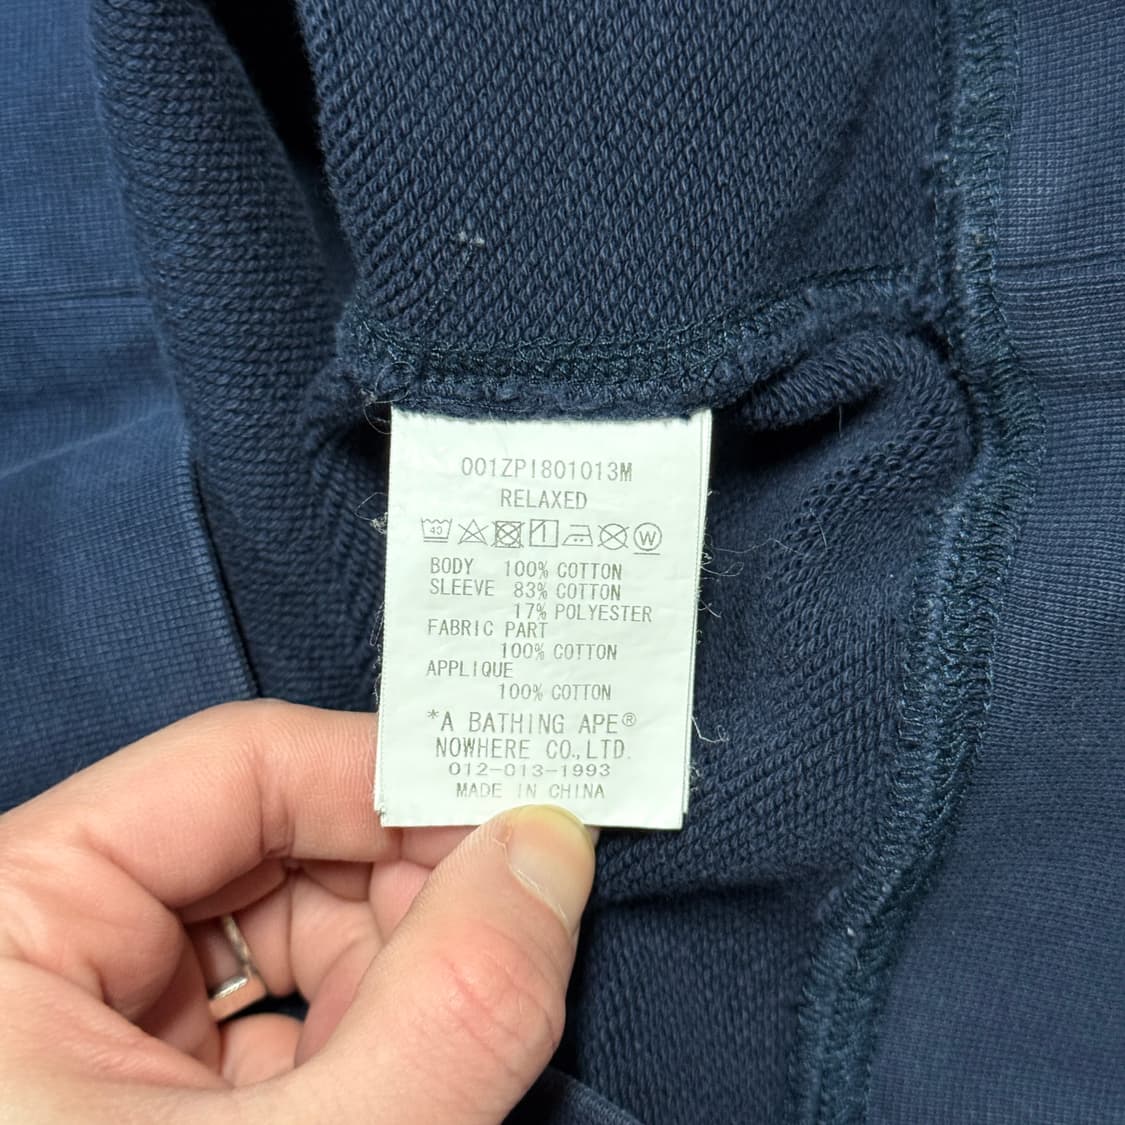 001ZPI801013M
RELAXED
40 W
BODY 100% COTTON
SLEEVE 83% COTTON
17% POLYESTER
FABRIC PART
100% COTTON
APPLIQUE
100% COTTON
*A BATHING APE®
NOWHERE CO.,LTD.
012-013-1993
MADE IN CHINA